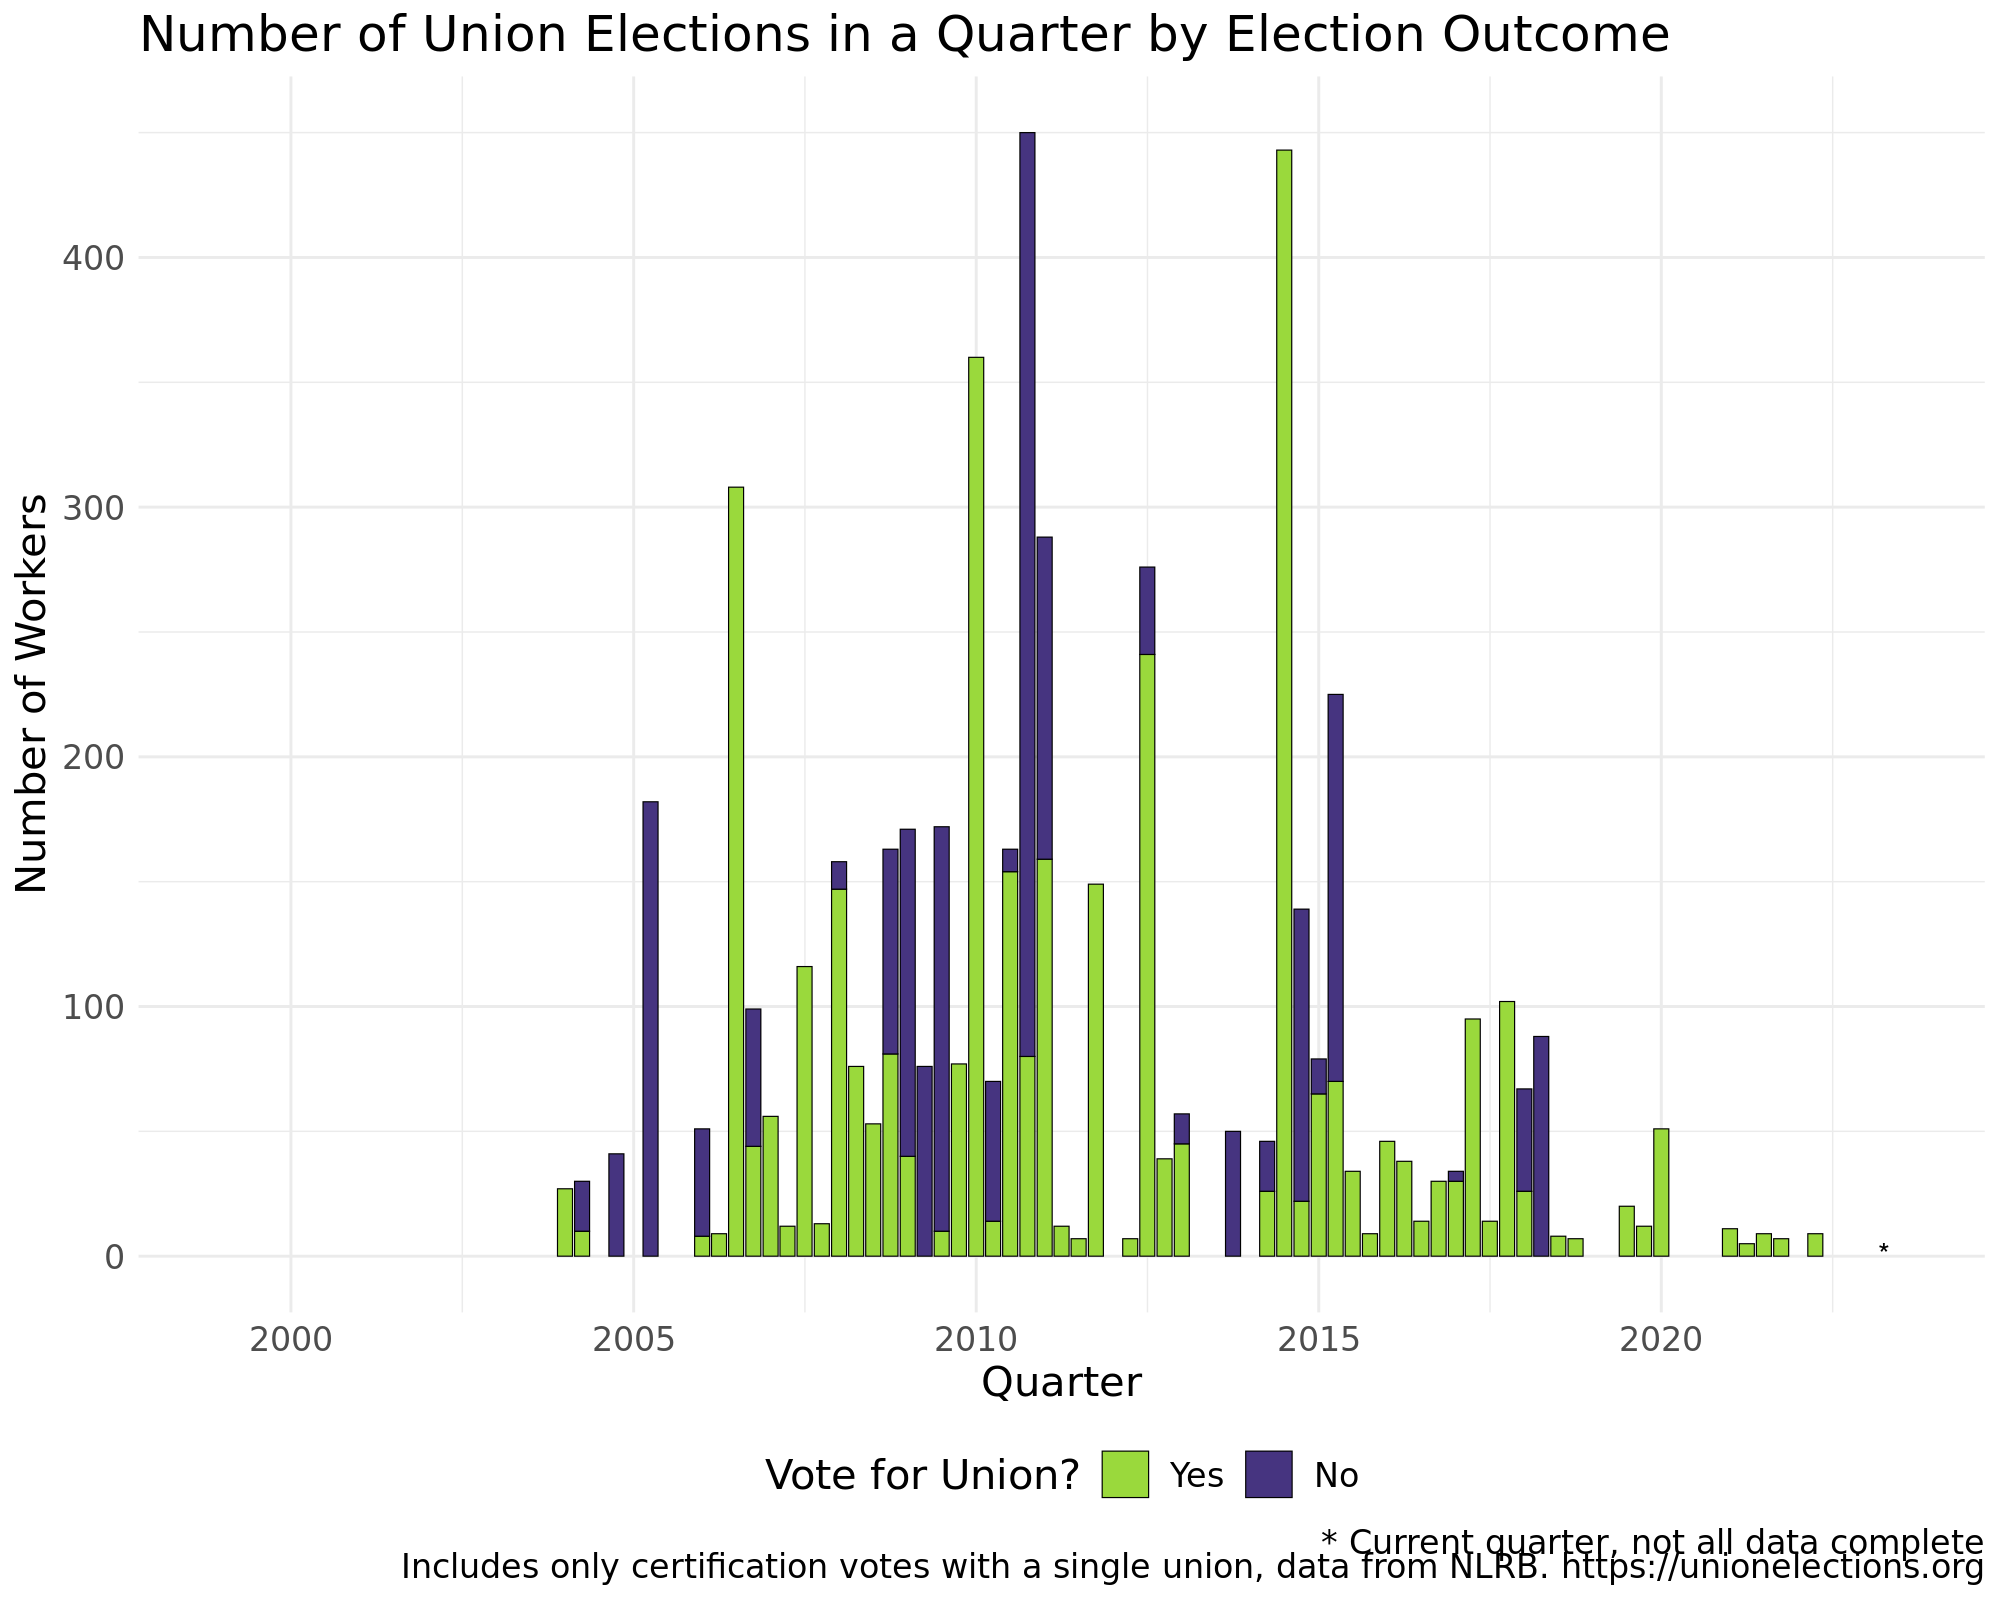 Number of Union Elections in a Quarter by Election Outcome
Number of Workers
400
300
200
100
0
*
2000 2005 2010 2015 2020
Quarter
Vote for Union? Yes No
* Current quarter, not all data complete
Includes only certification votes with a single union, data from NLRB. https://unionelections.org